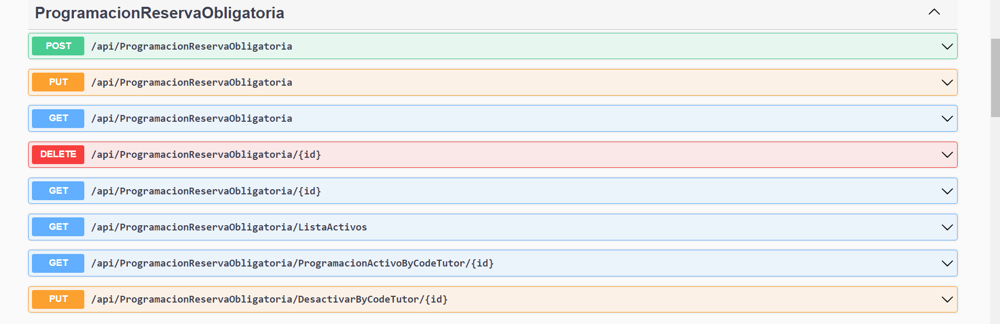 ProgramacionReservaObligatoria
POST /api/ProgramacionReservaObligatoria
PUT /api/ProgramacionReservaObligatoria
GET /api/ProgramacionReservaObligatoria
DELETE /api/ProgramacionReservaObligatoria/{id}
GET /api/ProgramacionReservaObligatoria/{id}
GET /api/ProgramacionReservaObligatoria/ListaActivos
GET /api/ProgramacionReservaObligatoria/ProgramacionActivoByCodeTutor/{id}
PUT /api/ProgramacionReservaObligatoria/DesactivarByCodeTutor/{id}